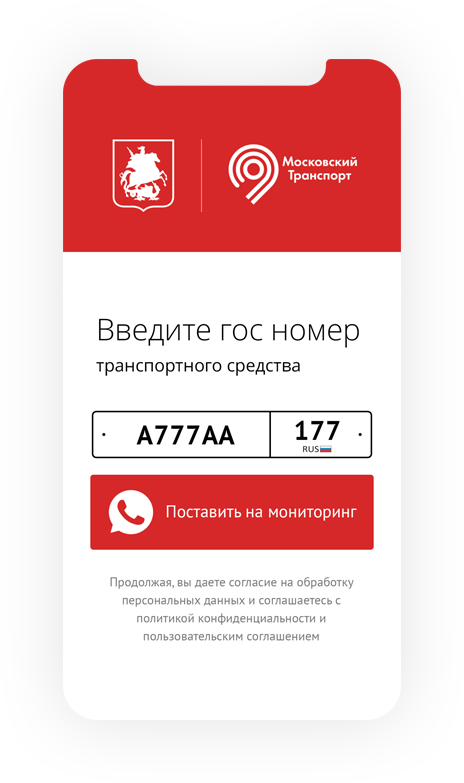 Московский
Транспорт
Введите гос номер
транспортного средства
А777АА 177
RUS
Поставить на мониторинг
Продолжая, вы даете согласие на обработку
персональных данных и соглашаетесь с
политикой конфиденциальности и
пользовательским соглашением